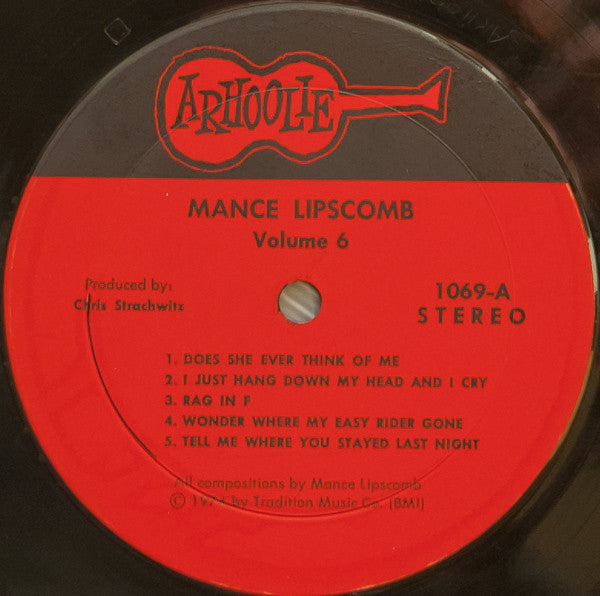 ARHOOLIE
MANCE LIPSCOMB
Volume 6
Produced by:
Chris Strachwitz
1069-A
STEREO
1. DOES SHE EVER THINK OF ME
2. I JUST HANG DOWN MY HEAD AND I CRY
3. RAG IN F
4. WONDER WHERE MY EASY RIDER GONE
5. TELL ME WHERE YOU STAYED LAST NIGHT
All compositions by Mance Lipscomb
© 1974 by Tradition Music Co. (BMI)